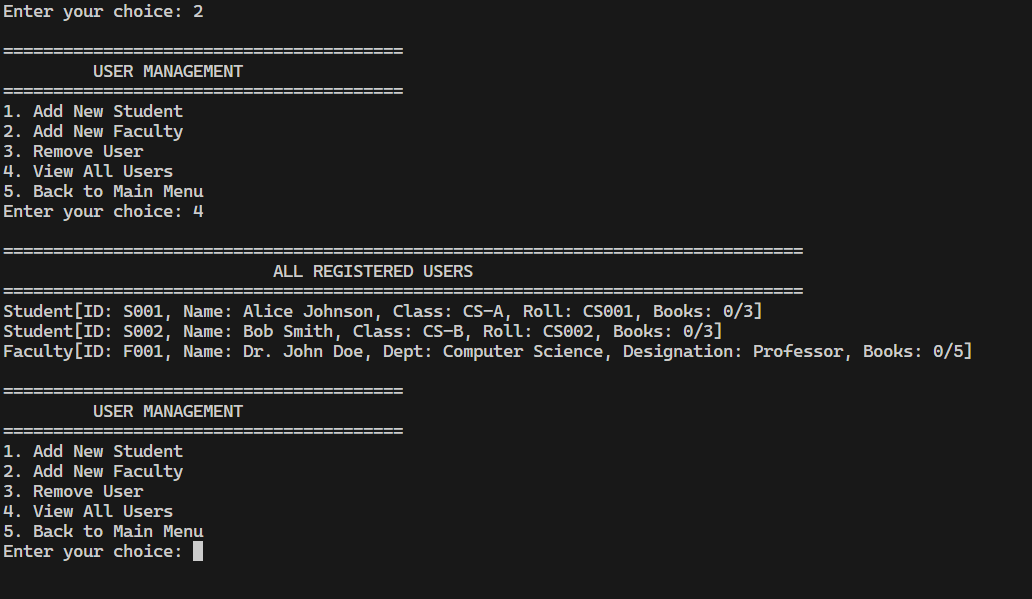 Enter your choice: 2
========================================
USER MANAGEMENT
========================================
1. Add New Student
2. Add New Faculty
3. Remove User
4. View All Users
5. Back to Main Menu
Enter your choice: 4
================================================================================
ALL REGISTERED USERS
================================================================================
Student[ID: S001, Name: Alice Johnson, Class: CS-A, Roll: CS001, Books: 0/3]
Student[ID: S002, Name: Bob Smith, Class: CS-B, Roll: CS002, Books: 0/3]
Faculty[ID: F001, Name: Dr. John Doe, Dept: Computer Science, Designation: Professor, Books: 0/5]
========================================
USER MANAGEMENT
========================================
1. Add New Student
2. Add New Faculty
3. Remove User
4. View All Users
5. Back to Main Menu
Enter your choice: